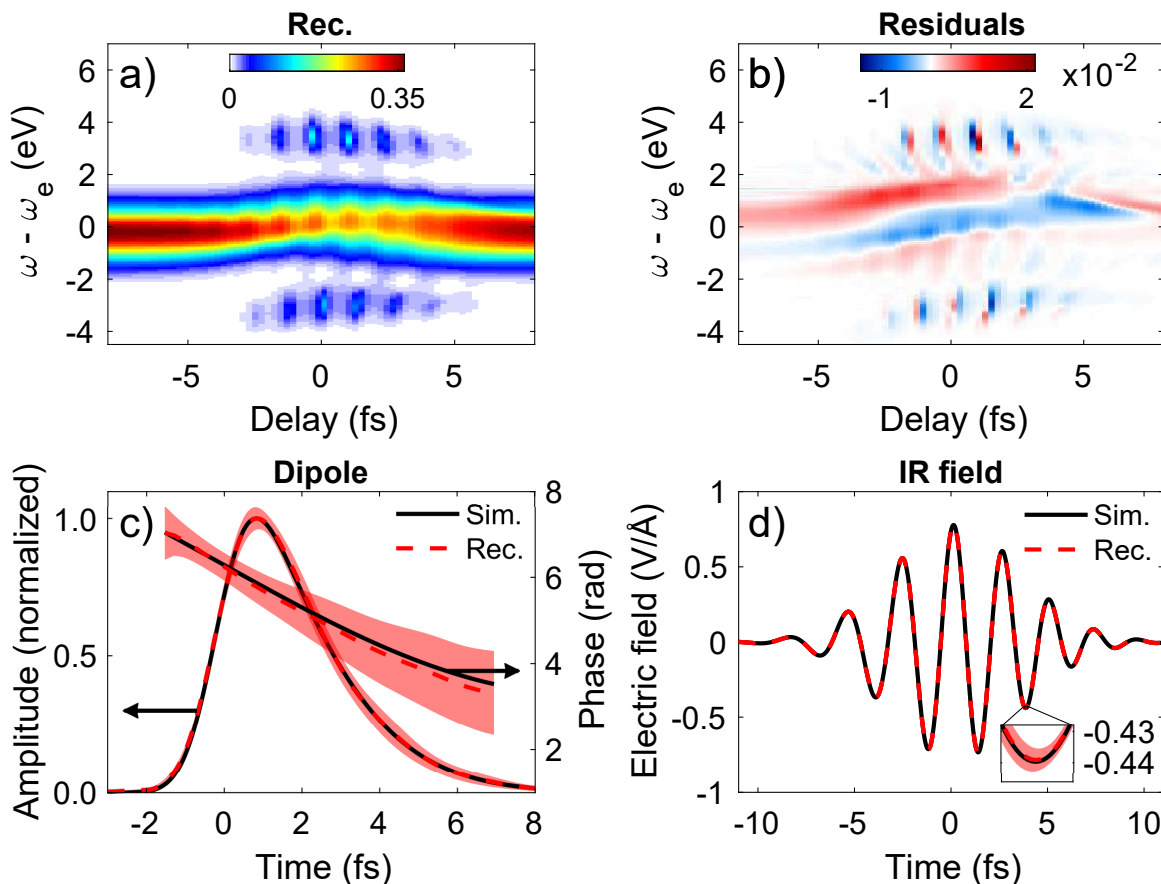 Rec.
a)
0
0.35
6
4
2
0
-2
-4
ω - ωe (eV)
-5
0
5
Delay (fs)
Residuals
b)
-1
2
x10-2
6
4
2
0
-2
-4
ω - ωe (eV)
-5
0
5
Delay (fs)
Dipole
c)
Sim.
Rec.
1.0
0.5
0.0
Amplitude (normalized)
8
6
4
2
Phase (rad)
-2
0
2
4
6
8
Time (fs)
IR field
d)
Sim.
Rec.
1
0.5
0
-0.5
-1
Electric field (V/Å)
-0.43
-0.44
-10
-5
0
5
10
Time (fs)